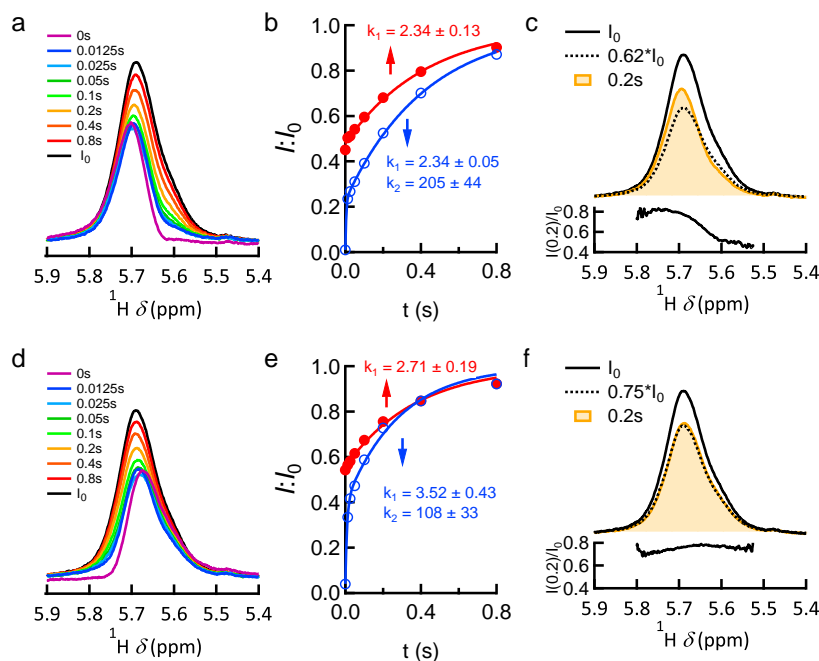 a
0s
0.0125s
0.025s
0.05s
0.1s
0.2s
0.4s
0.8s
I0
5.9 5.8 5.7 5.6 5.5 5.4
1H δ (ppm)
b
k1 = 2.34 ± 0.13
k1 = 2.34 ± 0.05
k2 = 205 ± 44
I:I0
1.0
0.8
0.6
0.4
0.2
0.0
0.0 0.4 0.8
t (s)
c
I0
0.62*I0
0.2s
I(0.2)/I0
0.8
0.6
0.4
5.9 5.8 5.7 5.6 5.5 5.4
1H δ (ppm)
d
0s
0.0125s
0.025s
0.05s
0.1s
0.2s
0.4s
0.8s
I0
5.9 5.8 5.7 5.6 5.5 5.4
1H δ (ppm)
e
k1 = 2.71 ± 0.19
k1 = 3.52 ± 0.43
k2 = 108 ± 33
I:I0
1.0
0.8
0.6
0.4
0.2
0.0
0.0 0.4 0.8
t (s)
f
I0
0.75*I0
0.2s
I(0.2)/I0
0.8
0.6
0.4
5.9 5.8 5.7 5.6 5.5 5.4
1H δ (ppm)